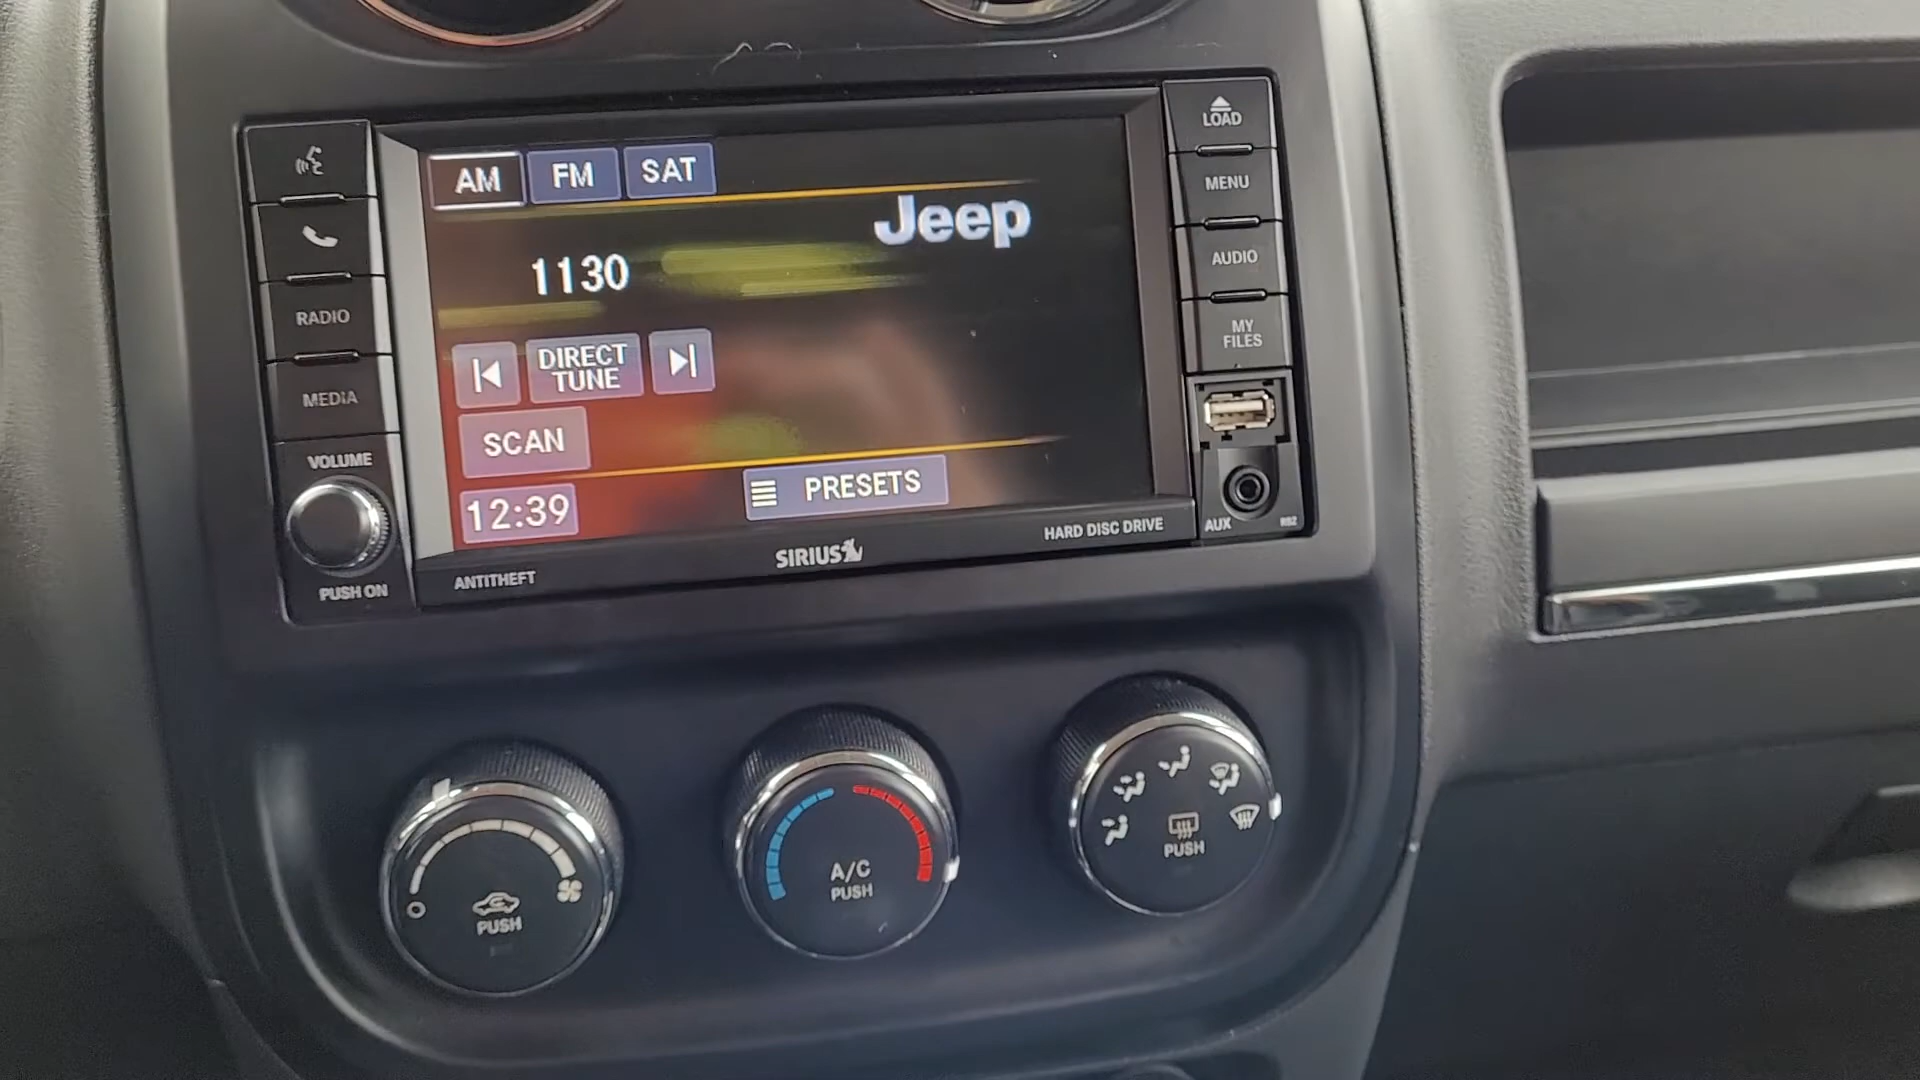 AM FM SAT
Jeep
1130
DIRECT
TUNE
SCAN
12:39
PRESETS
RADIO
MEDIA
VOLUME
PUSH ON
LOAD
MENU
AUDIO
MY
FILES
AUX
ANTITHEFT
SIRIUS
HARD DISC DRIVE
PUSH
A/C
PUSH
PUSH